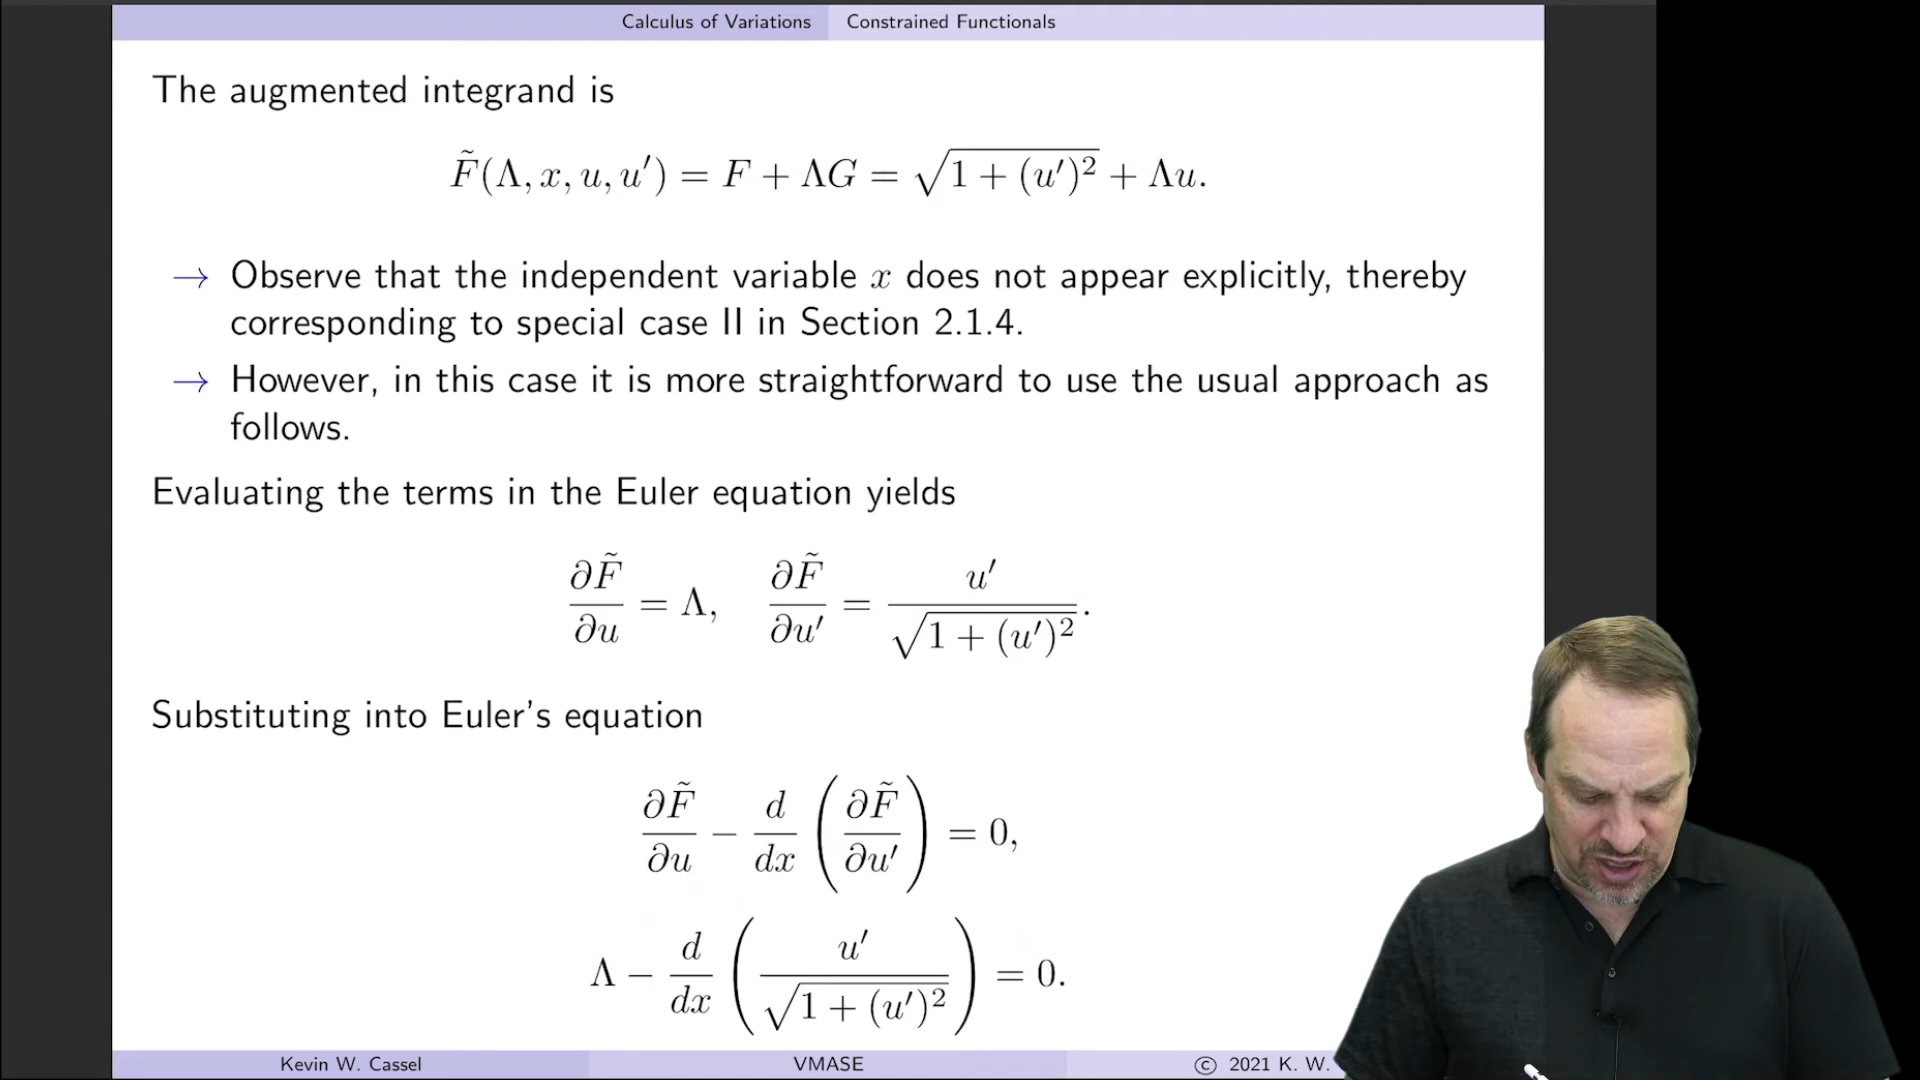 Calculus of Variations Constrained Functionals
The augmented integrand is
F̃(Λ, x, u, u′) = F + ΛG = √(1 + (u′)²) + Λu.
→ Observe that the independent variable x does not appear explicitly, thereby
corresponding to special case II in Section 2.1.4.
→ However, in this case it is more straightforward to use the usual approach as
follows.
Evaluating the terms in the Euler equation yields
∂F̃/∂u = Λ, ∂F̃/∂u′ = u′/√(1 + (u′)²).
Substituting into Euler's equation
∂F̃/∂u − d/dx (∂F̃/∂u′) = 0,
Λ − d/dx (u′/√(1 + (u′)²)) = 0.
Kevin W. Cassel VMASE © 2021 K. W.